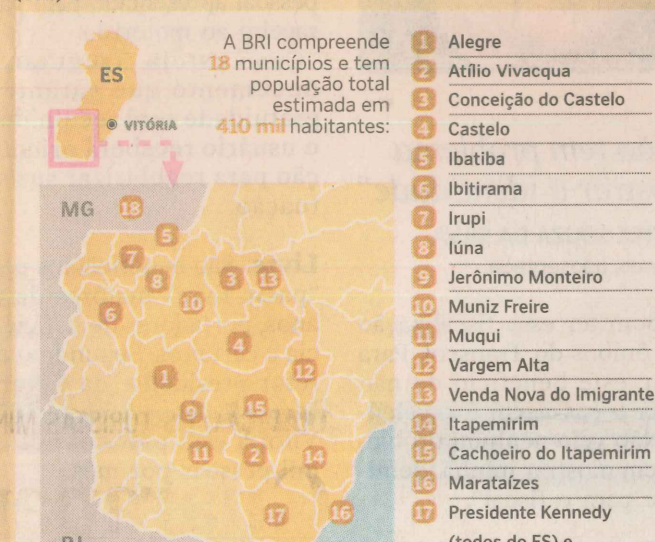 A BRI compreende
18 municípios e tem
população total
estimada em
410 mil habitantes:
ES
VITÓRIA
MG
18
5
7
8
3
13
6
10
4
12
1
9
15
11
2
14
17
16
1 Alegre
2 Atílio Vivacqua
3 Conceição do Castelo
4 Castelo
5 Ibatiba
6 Ibitirama
7 Irupi
8 Iúna
9 Jerônimo Monteiro
10 Muniz Freire
11 Muqui
12 Vargem Alta
13 Venda Nova do Imigrante
14 Itapemirim
15 Cachoeiro do Itapemirim
16 Marataízes
17 Presidente Kennedy
(todos do ES) e